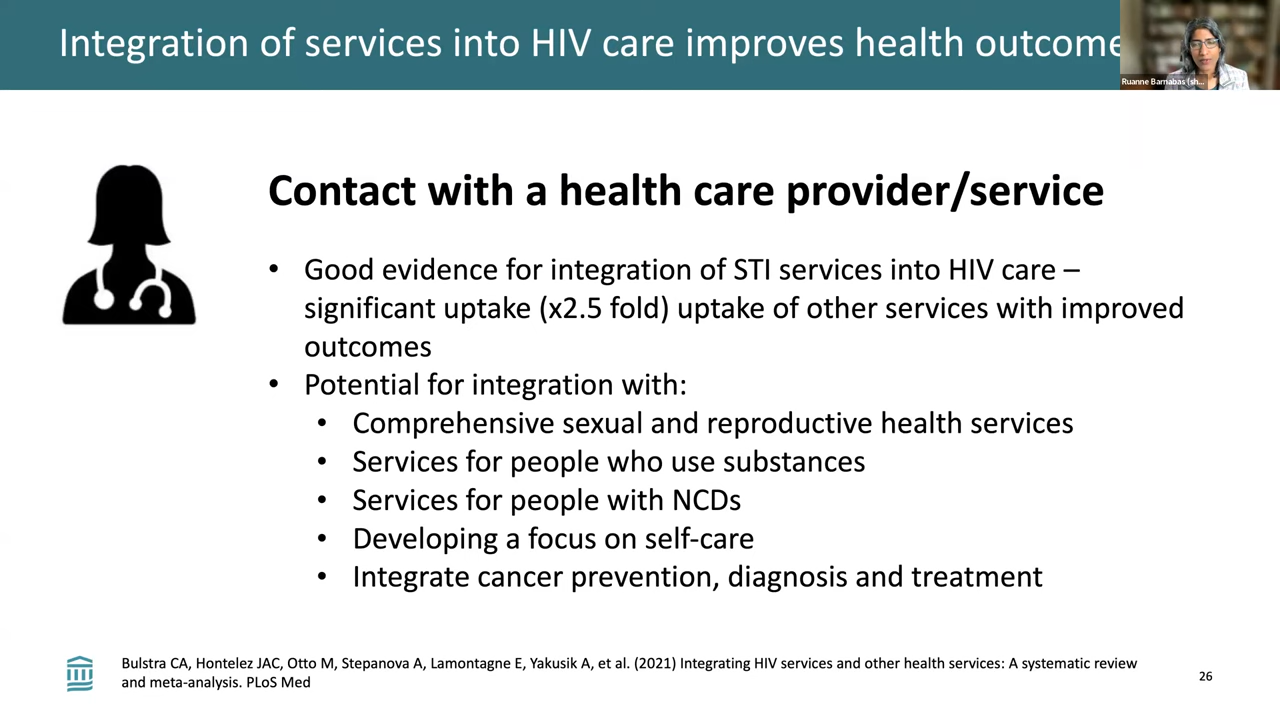 Integration of services into HIV care improves health outcome
Ruanne Barnabas (sh...
Contact with a health care provider/service
• Good evidence for integration of STI services into HIV care –
significant uptake (x2.5 fold) uptake of other services with improved
outcomes
• Potential for integration with:
• Comprehensive sexual and reproductive health services
• Services for people who use substances
• Services for people with NCDs
• Developing a focus on self-care
• Integrate cancer prevention, diagnosis and treatment
Bulstra CA, Hontelez JAC, Otto M, Stepanova A, Lamontagne E, Yakusik A, et al. (2021) Integrating HIV services and other health services: A systematic review
and meta-analysis. PLoS Med
26